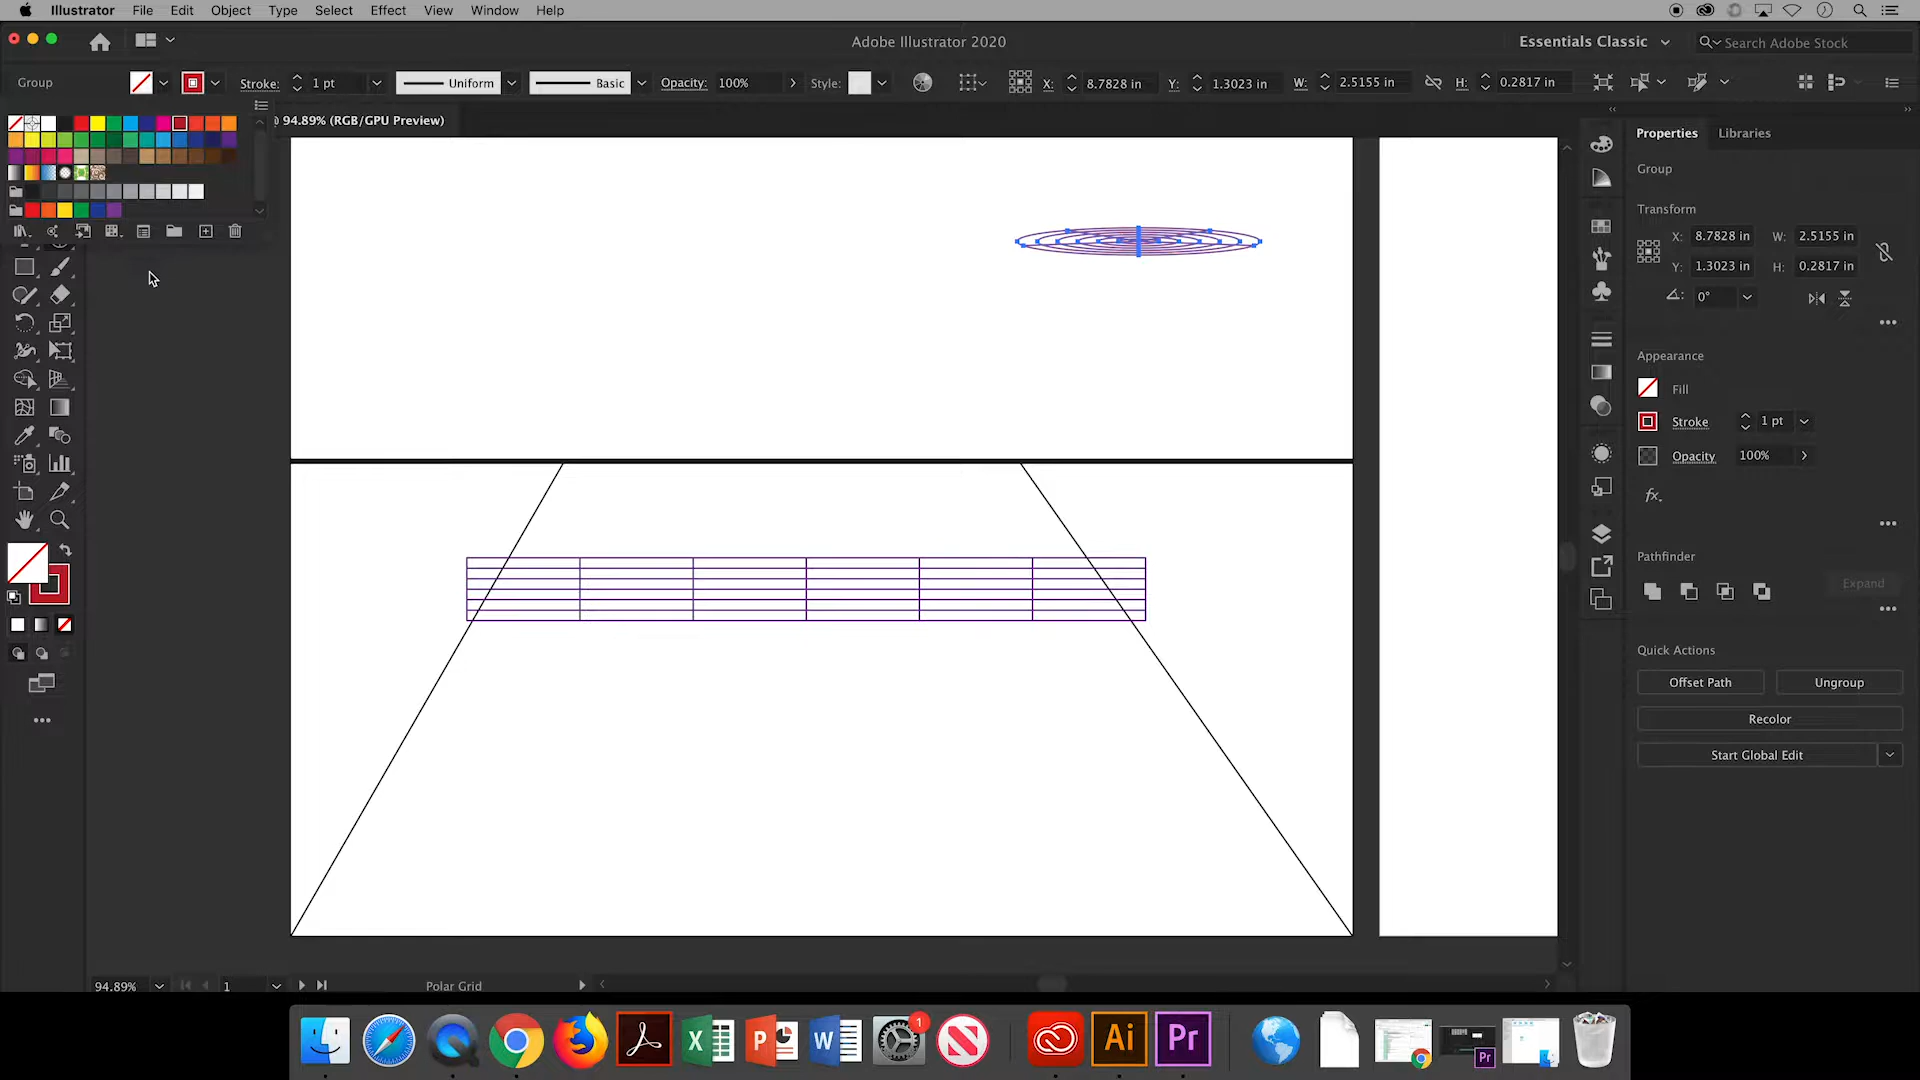 Illustrator File Edit Object Type Select Effect View Window Help
Adobe Illustrator 2020
Essentials Classic
Search Adobe Stock
Group Stroke: 1 pt Uniform Basic Opacity: 100% Style: X: 8.7828 in Y: 1.3023 in W: 2.5155 in H: 0.2817 in
94.89% (RGB/GPU Preview)
Properties Libraries
Group
Transform
X: 8.7828 in W: 2.5155 in
Y: 1.3023 in H: 0.2817 in
0°
Appearance
Fill
Stroke 1 pt
Opacity 100%
fx.
Pathfinder
Expand
Quick Actions
Offset Path Ungroup
Recolor
Start Global Edit
94.89% 1 Polar Grid
1
X P W N Ai Pr
Pr